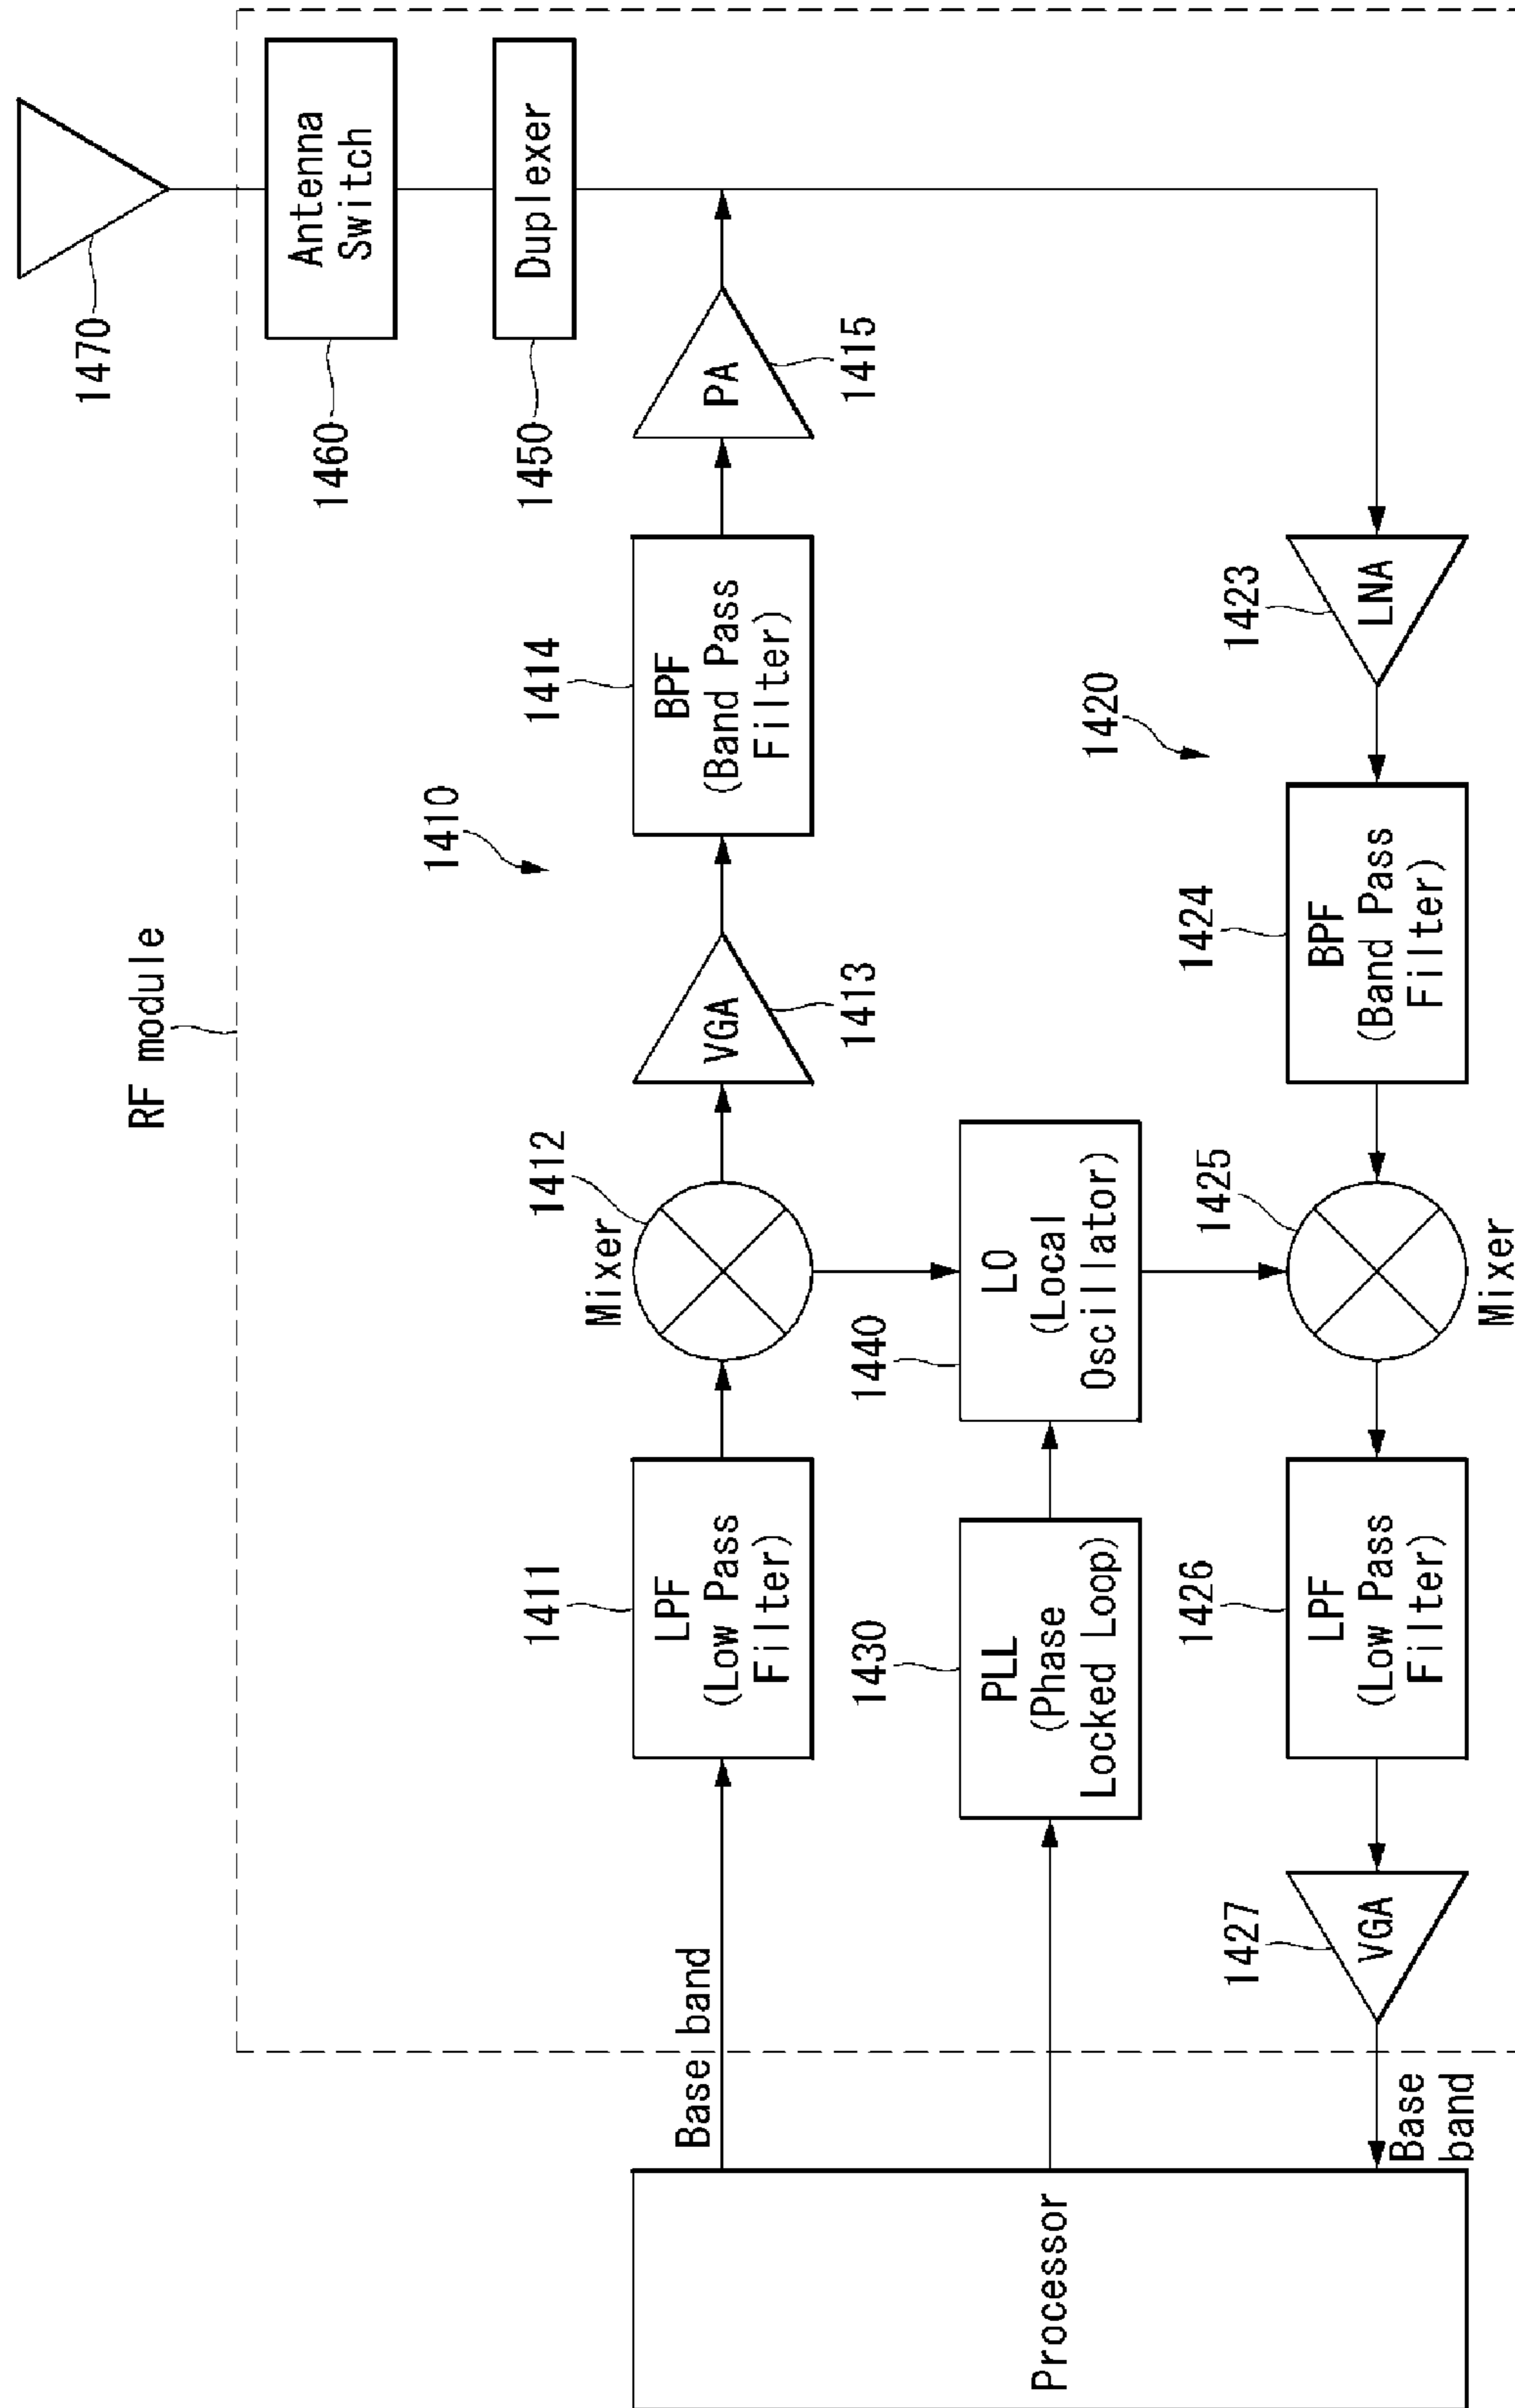 RF module
1470
Antenna
Switch
1460
Duplexer
1450
1410
Base band
1411
LPF
(Low Pass
Filter)
Mixer
1412
VGA
1413
1414
BPF
(Band Pass
Filter)
PA
1415
Processor
1430
PLL
(Phase
Locked Loop)
1440
LO
(Local
Oscillator)
1420
Base
band
1427
VGA
1426
LPF
(Low Pass
Filter)
1425
Mixer
1424
BPF
(Band Pass
Filter)
1423
LNA